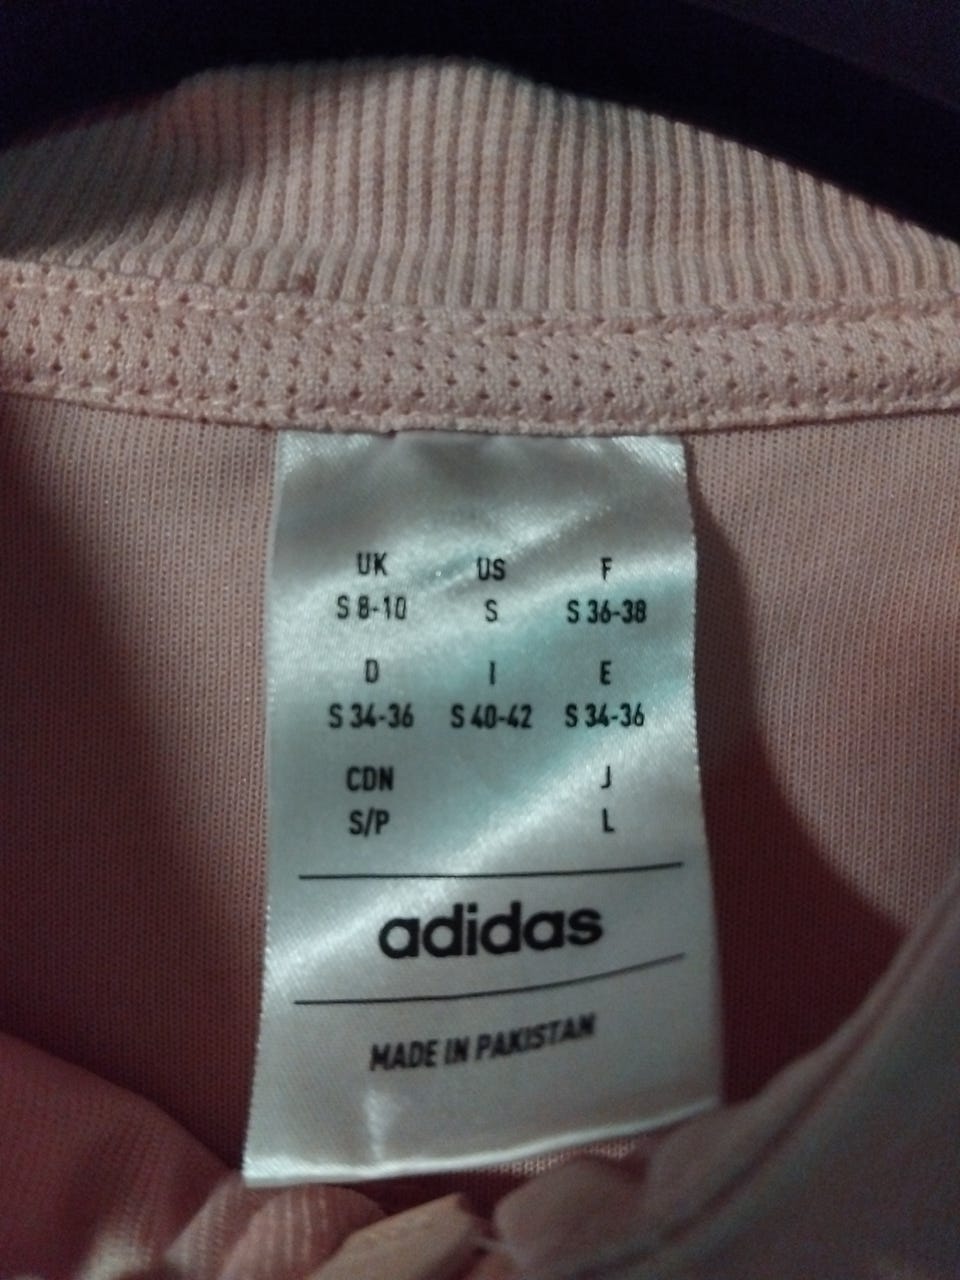 UK US F
S 8-10 S S 36-38
D I E
S 34-36 S 40-42 S 34-36
CDN J
S/P L
adidas
MADE IN PAKISTAN